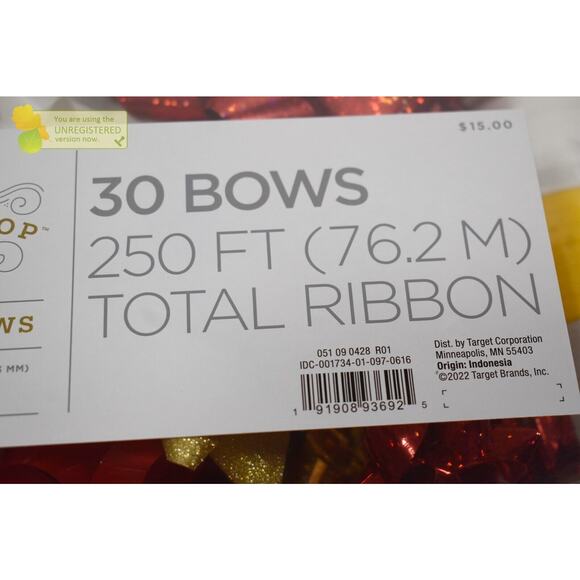 You are using the
UNREGISTERED
version now.
$15.00
OP™
WS
MM)
30 BOWS
250 FT (76.2 M)
TOTAL RIBBON
051 09 0428 R01
IDC-001734-01-097-0616
1 91908 93692 5
Dist. by Target Corporation
Minneapolis, MN 55403
Origin: Indonesia
©2022 Target Brands, Inc.